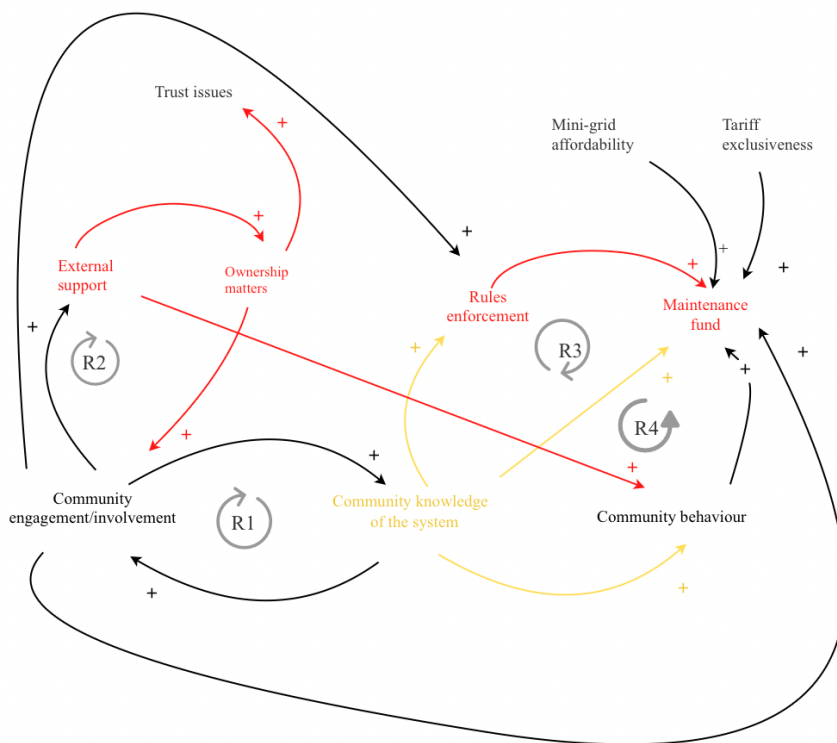 Trust issues
+
Mini-grid
affordability
Tariff
exclusiveness
+
+
+
+
+
External
support
Ownership
matters
Rules
enforcement
Maintenance
fund
+
R2
+
R3
+
+
+
R4
+
+
+
Community
engagement/involvement
R1
Community knowledge
of the system
Community behaviour
+
+